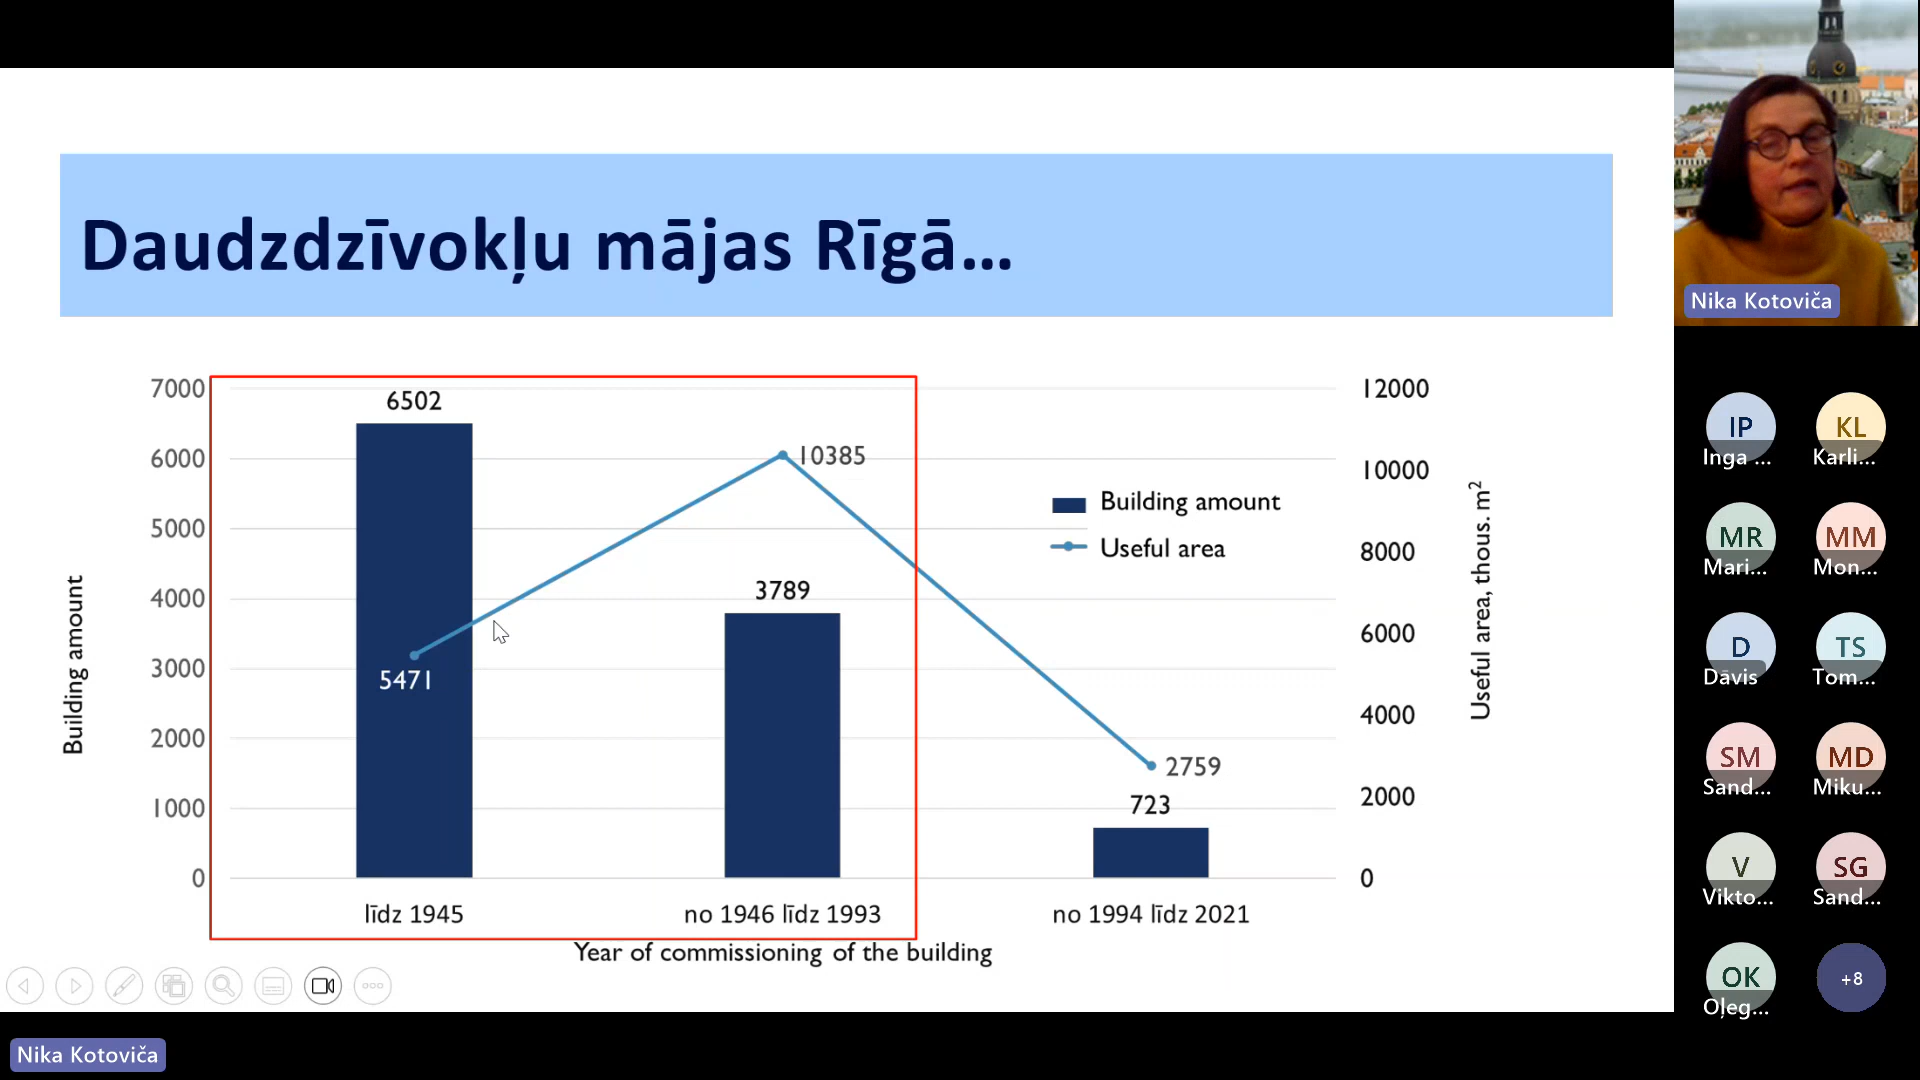 Daudzdzīvokļu mājas Rīgā...
7000
6000
5000
4000
3000
2000
1000
0
Building amount
6502
5471
3789
10385
723
2759
Building amount
Useful area
12000
10000
8000
6000
4000
2000
0
Useful area, thous. m²
līdz 1945
no 1946 līdz 1993
no 1994 līdz 2021
Year of commissioning of the building
Nika Kotoviča
Nika Kotoviča
IP
Inga ...
KL
Karli...
MR
Mari...
MM
Mon...
D
Dāvis
TS
Tom...
SM
Sand...
MD
Miku...
V
Vikto...
SG
Sand...
OK
Oļeg...
+8